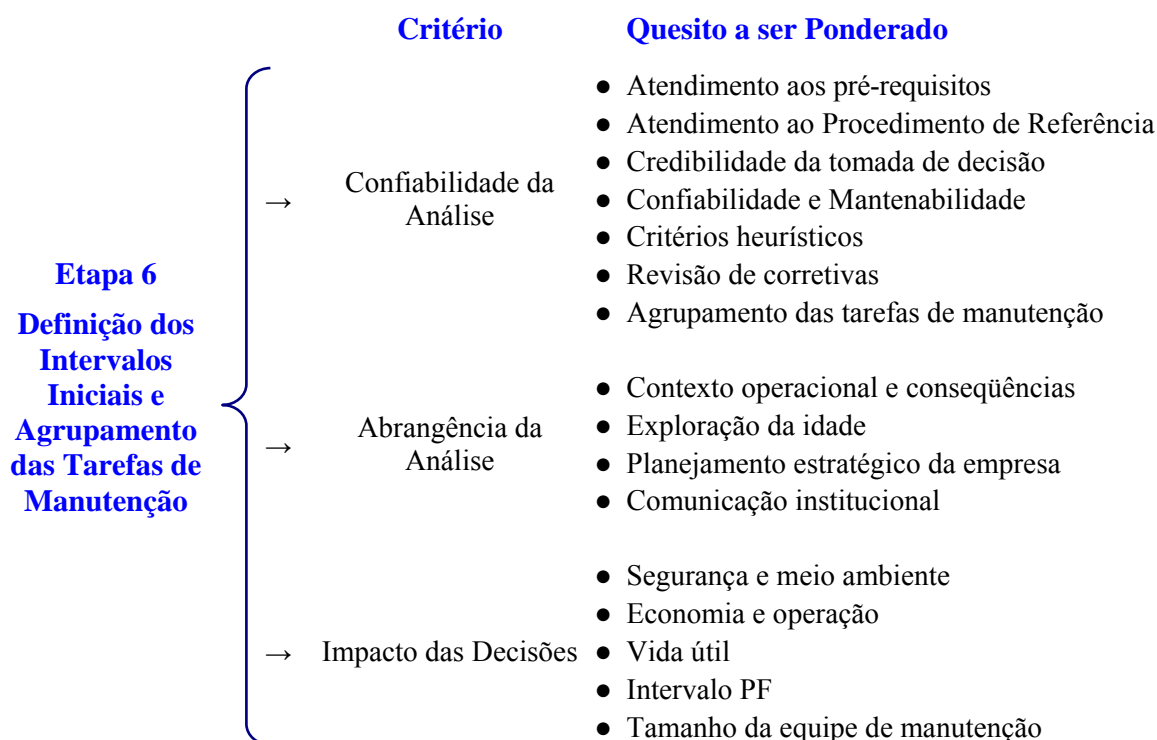 Critério
Quesito a ser Ponderado
Etapa 6
Definição dos
Intervalos
Iniciais e
Agrupamento
das Tarefas de
Manutenção
→
Confiabilidade da
Análise
● Atendimento aos pré-requisitos
● Atendimento ao Procedimento de Referência
● Credibilidade da tomada de decisão
● Confiabilidade e Mantenabilidade
● Critérios heurísticos
● Revisão de corretivas
● Agrupamento das tarefas de manutenção
→
Abrangência da
Análise
● Contexto operacional e conseqüências
● Exploração da idade
● Planejamento estratégico da empresa
● Comunicação institucional
→
Impacto das Decisões
● Segurança e meio ambiente
● Economia e operação
● Vida útil
● Intervalo PF
● Tamanho da equipe de manutenção